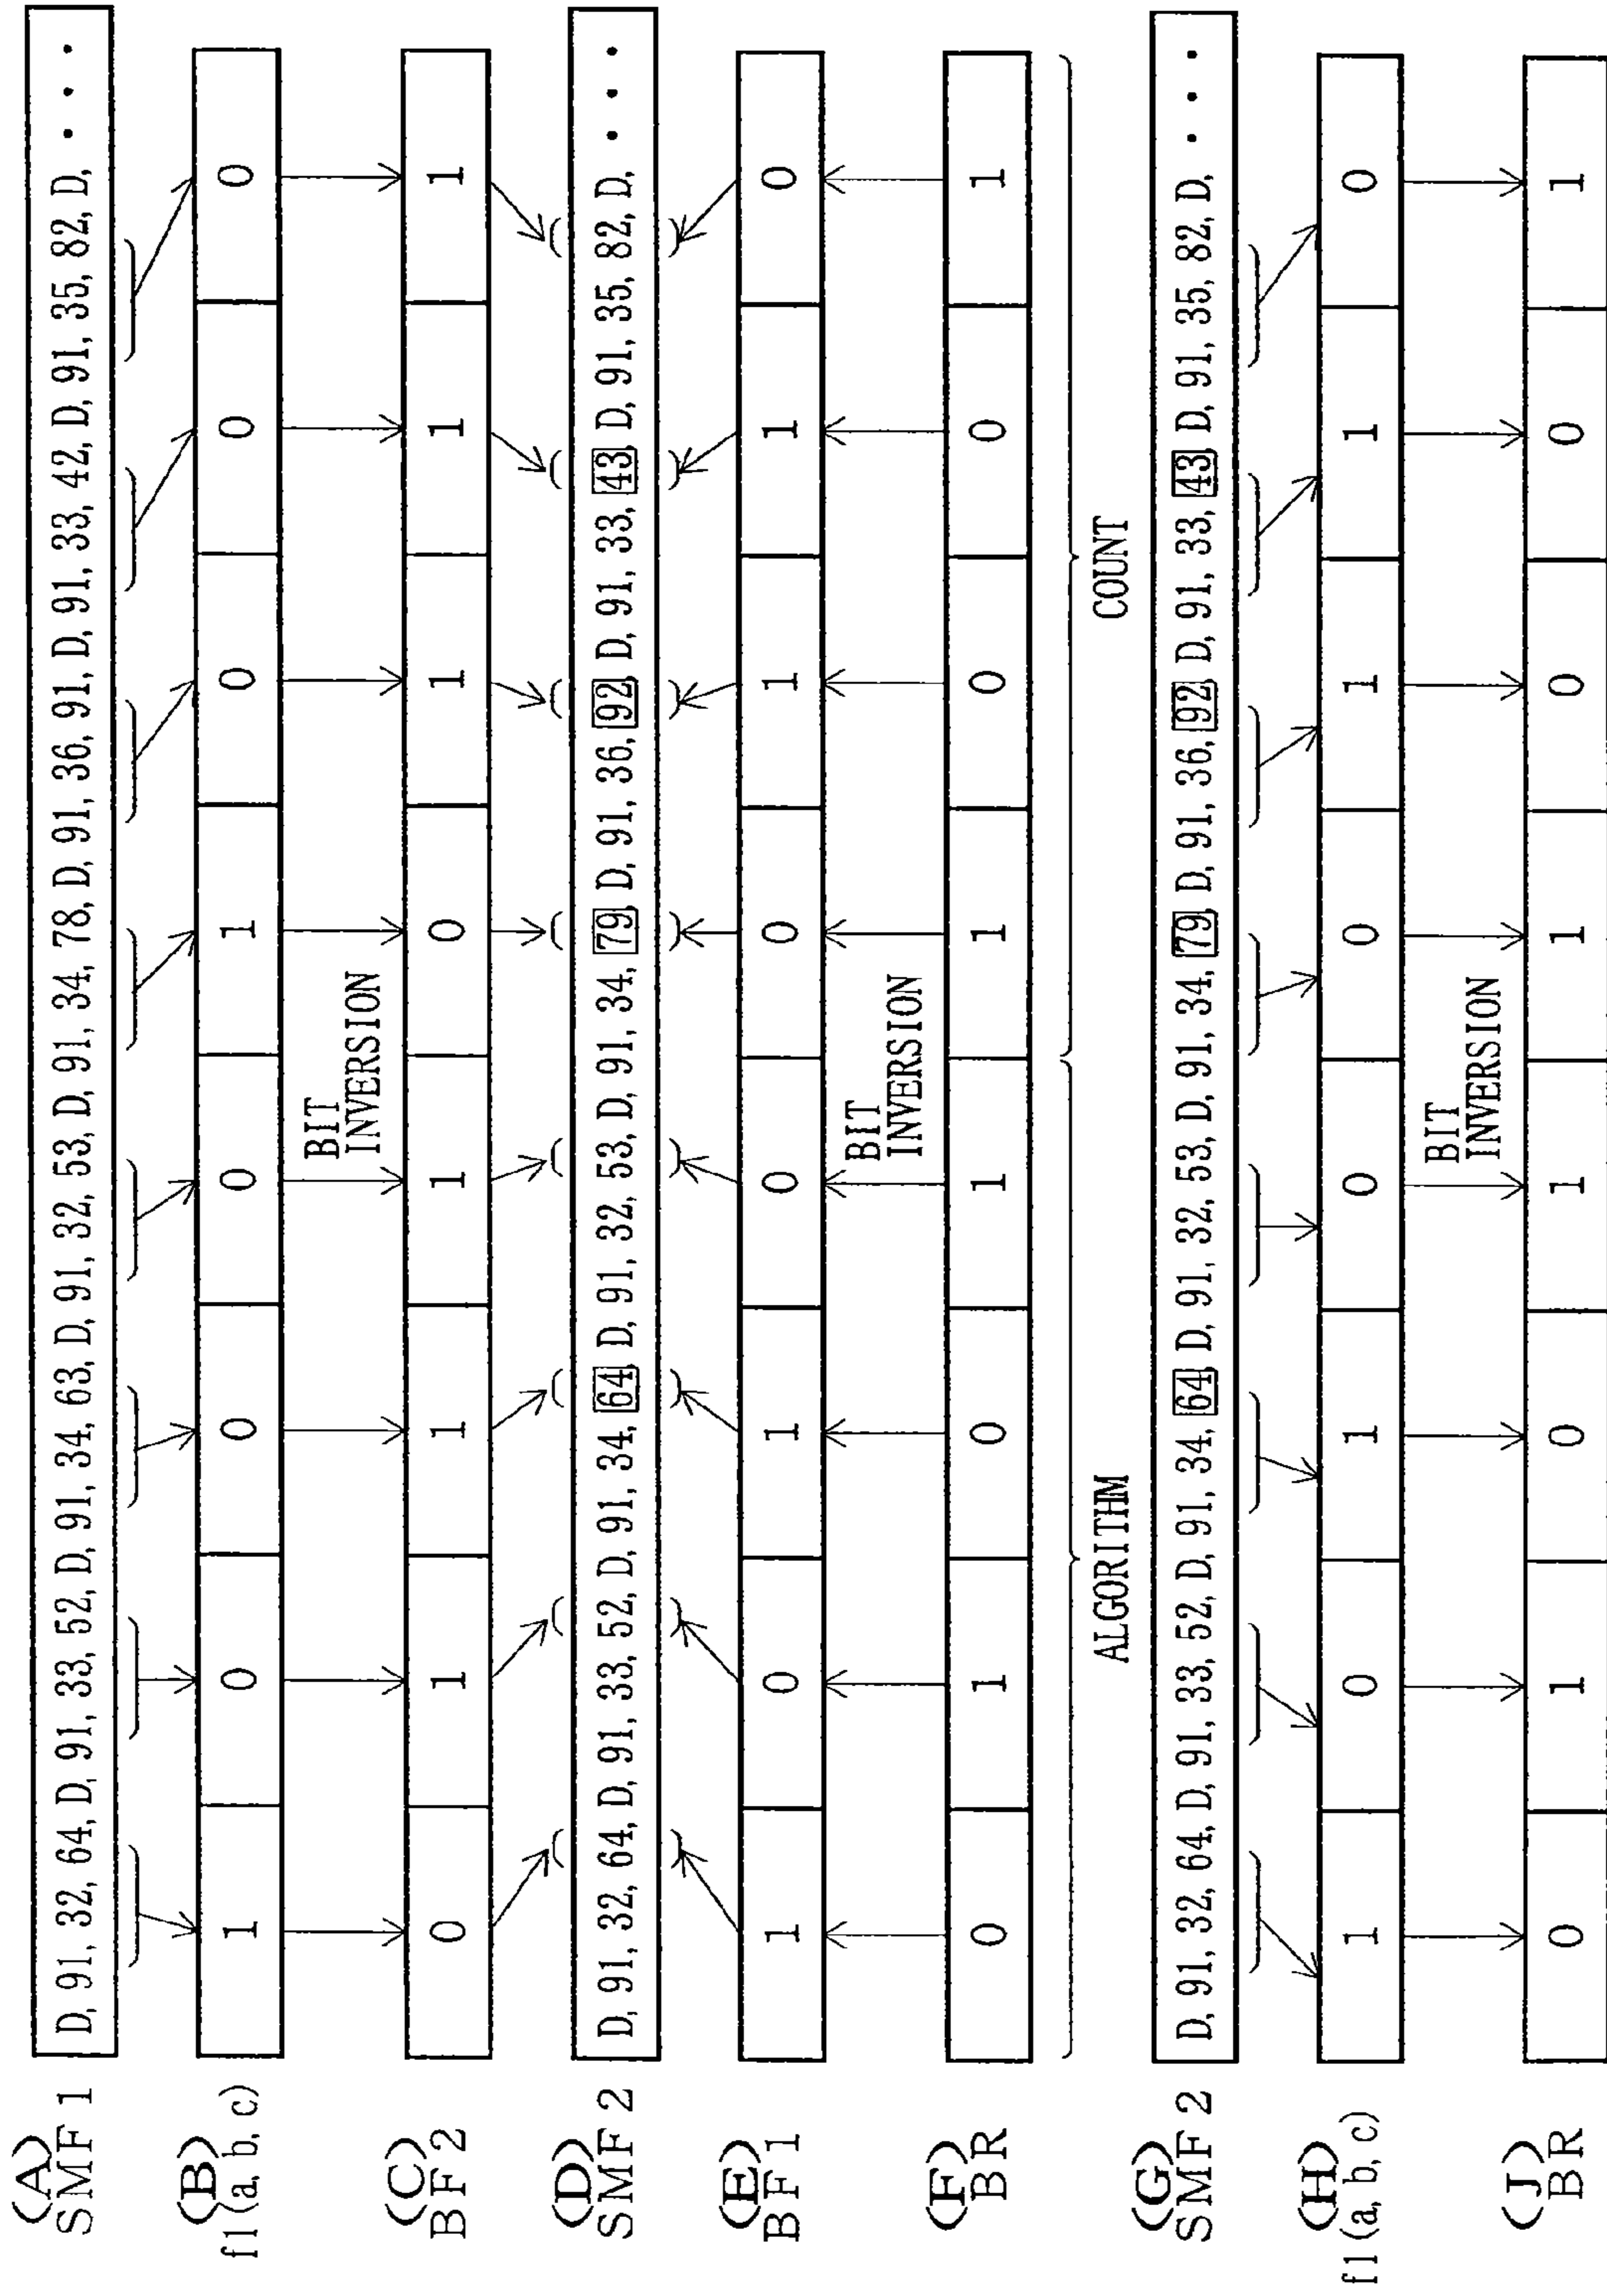 (A)
SMF 1
D, 91, 32, 64, D, 91, 33, 52, D, 91, 34, 63, D, 91, 32, 53, D, 91, 34, 78, D, 91, 36, 91, D, 91, 33, 42, D, 91, 35, 82, D, ...
(B)
f1(a, b, c)
1 0 0 0 1 0 0 0
BIT
INVERSION
(C)
BF 2
0 1 1 1 0 1 1 1
(D)
SMF 2
D, 91, 32, 64, D, 91, 33, 52, D, 91, 34, 64, D, 91, 32, 53, D, 91, 34, 79, D, 91, 36, 92, D, 91, 33, 43, D, 91, 35, 82, D, ...
(E)
BF 1
1 0 1 0 0 1 1 0
BIT
INVERSION
(F)
BR
0 1 0 1 1 0 0 1
ALGORITHM COUNT
(G)
SMF 2
D, 91, 32, 64, D, 91, 33, 52, D, 91, 34, 64, D, 91, 32, 53, D, 91, 34, 79, D, 91, 36, 92, D, 91, 33, 43, D, 91, 35, 82, D, ...
(H)
f1(a, b, c)
1 0 1 0 0 1 1 0
BIT
INVERSION
(J)
BR
0 1 0 1 1 0 0 1